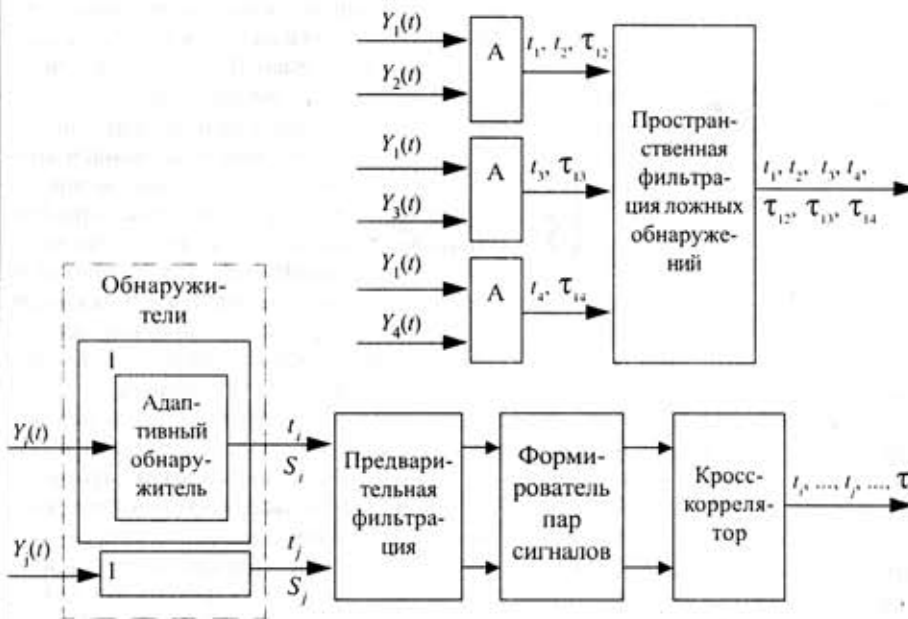 Y₁(t)
A
t₁, t₂, τ₁₂
Y₂(t)
Y₁(t)
A
t₃, τ₁₃
Y₃(t)
Y₁(t)
A
t₄, τ₁₄
Y₄(t)
Простран-
ственная
фильтра-
ция ложных
обнаруже-
ний
t₁, t₂, t₃, t₄,
τ₁₂, τ₁₃, τ₁₄
Обнаружи-
тели
1
Yᵢ(t)
Адап-
тивный
обнару-
житель
tᵢ
Sᵢ
Yⱼ(t)
1
tⱼ
Sⱼ
Предвари-
тельная
фильтра-
ция
Форми-
рователь
пар
сигналов
Кросс-
корреля-
тор
tᵢ, ..., tⱼ, ..., τ